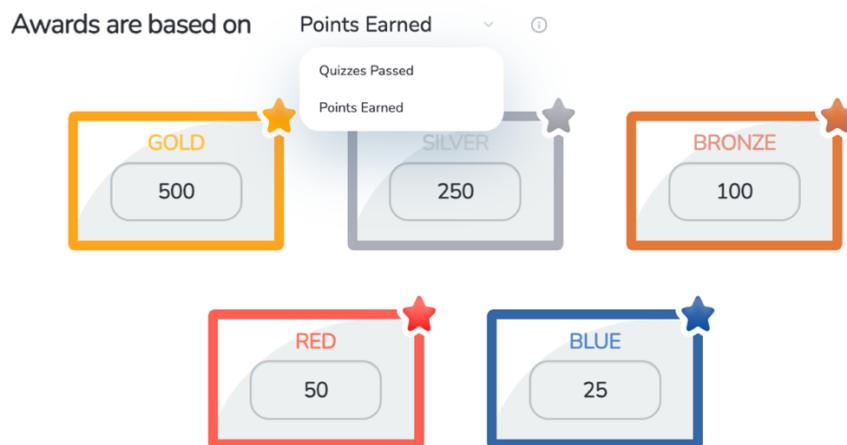 Awards are based on Points Earned
Quizzes Passed
Points Earned
GOLD SILVER BRONZE
500 250 100
RED BLUE
50 25